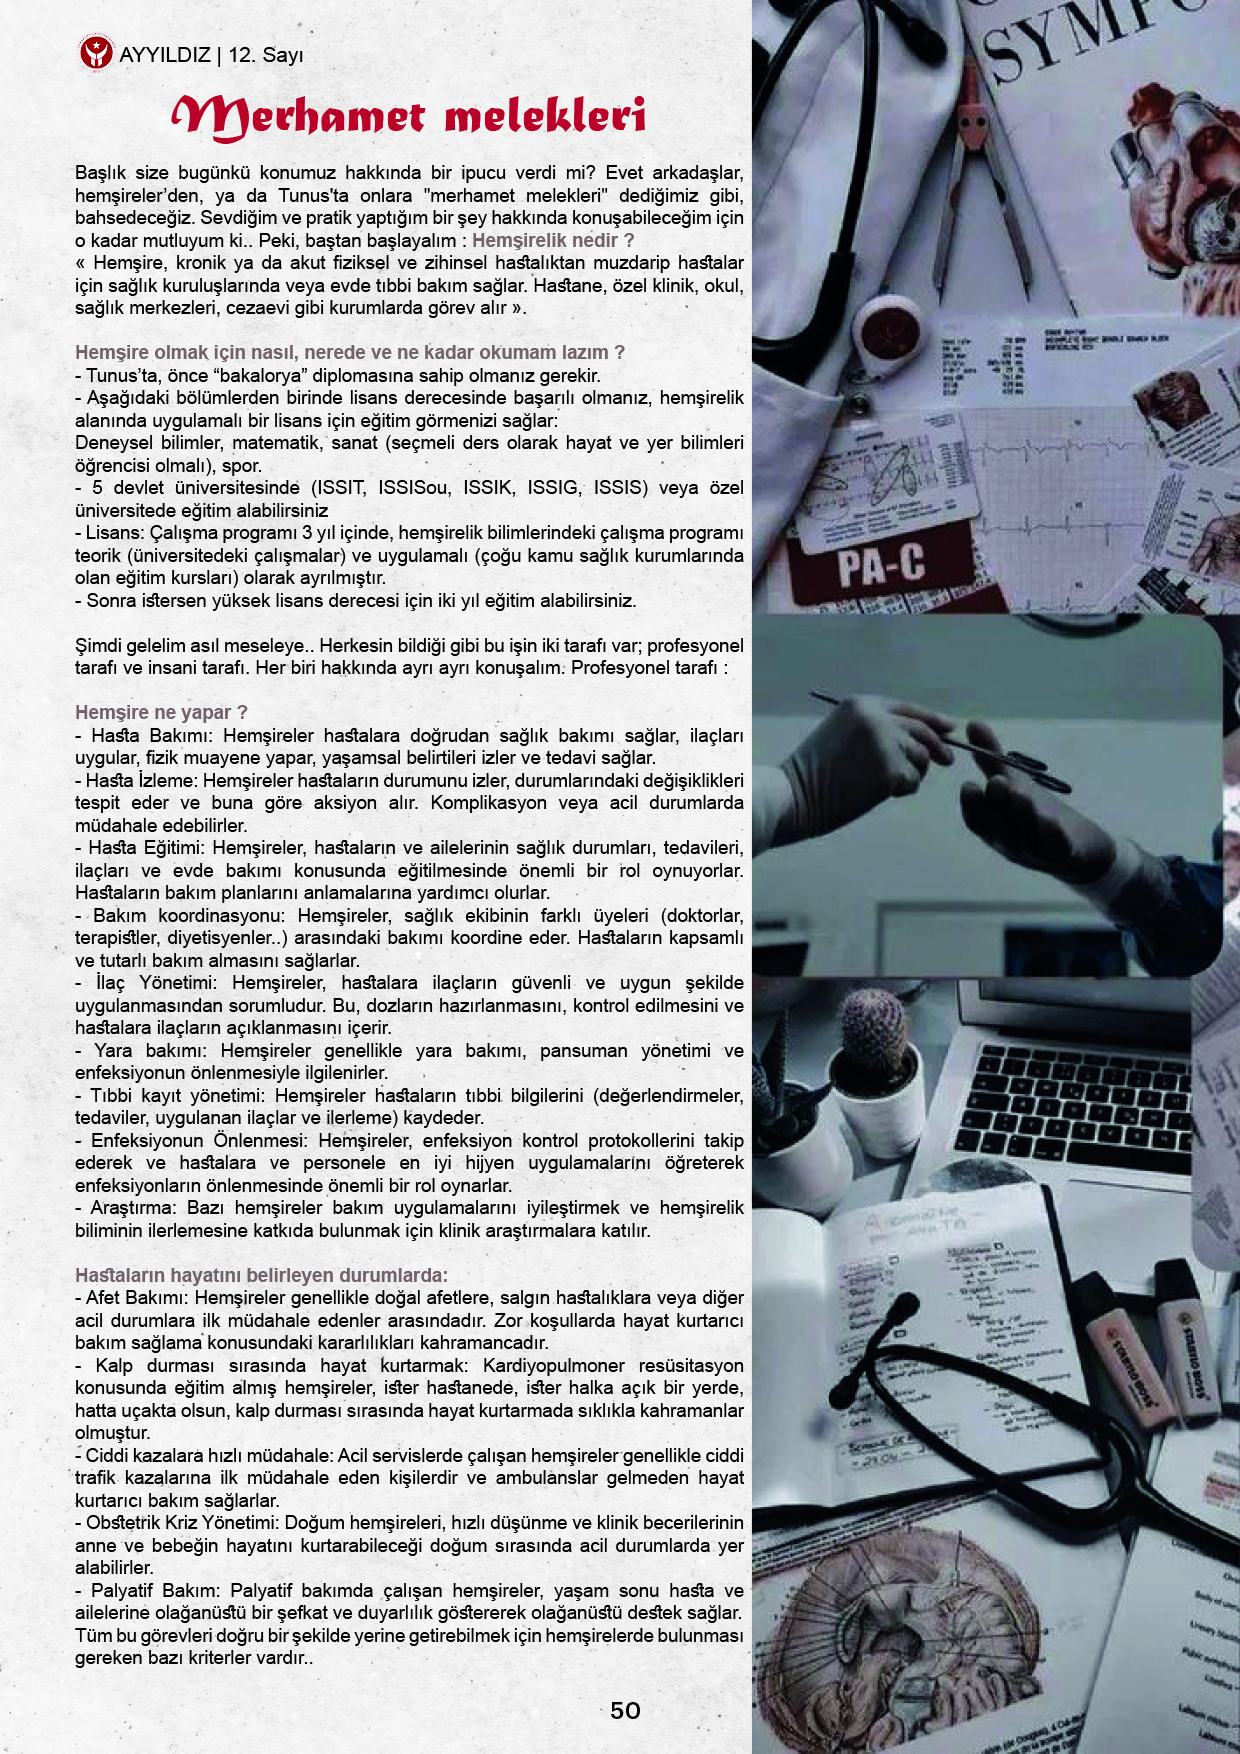 AYYILDIZ | 12. Sayı
Merhamet melekleri
Başlık size bugünkü konumuz hakkında bir ipucu verdi mi? Evet arkadaşlar,
hemşireler’den, ya da Tunus'ta onlara "merhamet melekleri" dediğimiz gibi,
bahsedeceğiz. Sevdiğim ve pratik yaptığım bir şey hakkında konuşabileceğim için
o kadar mutluyum ki.. Peki, baştan başlayalım : Hemşirelik nedir ?
« Hemşire, kronik ya da akut fiziksel ve zihinsel hastalıktan muzdarip hastalar
için sağlık kuruluşlarında veya evde tıbbi bakım sağlar. Hastane, özel klinik, okul,
sağlık merkezleri, cezaevi gibi kurumlarda görev alır ».
Hemşire olmak için nasıl, nerede ve ne kadar okumam lazım ?
- Tunus’ta, önce “bakalorya” diplomasına sahip olmanız gerekir.
- Aşağıdaki bölümlerden birinde lisans derecesinde başarılı olmanız, hemşirelik
alanında uygulamalı bir lisans için eğitim görmenizi sağlar:
Deneysel bilimler, matematik, sanat (seçmeli ders olarak hayat ve yer bilimleri
öğrencisi olmalı), spor.
- 5 devlet üniversitesinde (ISSIT, ISSISou, ISSIK, ISSIG, ISSIS) veya özel
üniversitede eğitim alabilirsiniz
- Lisans: Çalışma programı 3 yıl içinde, hemşirelik bilimlerindeki çalışma programı
teorik (üniversitedeki çalışmalar) ve uygulamalı (çoğu kamu sağlık kurumlarında
olan eğitim kursları) olarak ayrılmıştır.
- Sonra istersen yüksek lisans derecesi için iki yıl eğitim alabilirsiniz.
Şimdi gelelim asıl meseleye.. Herkesin bildiği gibi bu işin iki tarafı var; profesyonel
tarafı ve insani tarafı. Her biri hakkında ayrı ayrı konuşalım. Profesyonel tarafı :
Hemşire ne yapar ?
- Hasta Bakımı: Hemşireler hastalara doğrudan sağlık bakımı sağlar, ilaçları
uygular, fizik muayene yapar, yaşamsal belirtileri izler ve tedavi sağlar.
- Hasta İzleme: Hemşireler hastaların durumunu izler, durumlarındaki değişiklikleri
tespit eder ve buna göre aksiyon alır. Komplikasyon veya acil durumlarda
müdahale edebilirler.
- Hasta Eğitimi: Hemşireler, hastaların ve ailelerinin sağlık durumları, tedavileri,
ilaçları ve evde bakımı konusunda eğitilmesinde önemli bir rol oynuyorlar.
Hastaların bakım planlarını anlamalarına yardımcı olurlar.
- Bakım koordinasyonu: Hemşireler, sağlık ekibinin farklı üyeleri (doktorlar,
terapistler, diyetisyenler..) arasındaki bakımı koordine eder. Hastaların kapsamlı
ve tutarlı bakım almasını sağlarlar.
- İlaç Yönetimi: Hemşireler, hastalara ilaçların güvenli ve uygun şekilde
uygulanmasından sorumludur. Bu, dozların hazırlanmasını, kontrol edilmesini ve
hastalara ilaçların açıklanmasını içerir.
- Yara bakımı: Hemşireler genellikle yara bakımı, pansuman yönetimi ve
enfeksiyonun önlenmesiyle ilgilenirler.
- Tıbbi kayıt yönetimi: Hemşireler hastaların tıbbi bilgilerini (değerlendirmeler,
tedaviler, uygulanan ilaçlar ve ilerleme) kaydeder.
- Enfeksiyonun Önlenmesi: Hemşireler, enfeksiyon kontrol protokollerini takip
ederek ve hastalara ve personele en iyi hijyen uygulamalarını öğreterek
enfeksiyonların önlenmesinde önemli bir rol oynarlar.
- Araştırma: Bazı hemşireler bakım uygulamalarını iyileştirmek ve hemşirelik
biliminin ilerlemesine katkıda bulunmak için klinik araştırmalara katılır.
Hastaların hayatını belirleyen durumlarda:
- Afet Bakımı: Hemşireler genellikle doğal afetlere, salgın hastalıklara veya diğer
acil durumlara ilk müdahale edenler arasındadır. Zor koşullarda hayat kurtarıcı
bakım sağlama konusundaki kararlılıkları kahramancadır.
- Kalp durması sırasında hayat kurtarmak: Kardiyopulmoner resüsitasyon
konusunda eğitim almış hemşireler, ister hastanede, ister halka açık bir yerde,
hatta uçakta olsun, kalp durması sırasında hayat kurtarmada sıklıkla kahramanlar
olmuştur.
- Ciddi kazalara hızlı müdahale: Acil servislerde çalışan hemşireler genellikle ciddi
trafik kazalarına ilk müdahale eden kişilerdir ve ambulanslar gelmeden hayat
kurtarıcı bakım sağlarlar.
- Obstetrik Kriz Yönetimi: Doğum hemşireleri, hızlı düşünme ve klinik becerilerinin
anne ve bebeğin hayatını kurtarabileceği doğum sırasında acil durumlarda yer
alabilirler.
- Palyatif Bakım: Palyatif bakımda çalışan hemşireler, yaşam sonu hasta ve
ailelerine olağanüstü bir şefkat ve duyarlılık göstererek olağanüstü destek sağlar.
Tüm bu görevleri doğru bir şekilde yerine getirebilmek için hemşirelerde bulunması
gereken bazı kriterler vardır..
50
PA-C
STABILO BOSS
STABILO BOSS